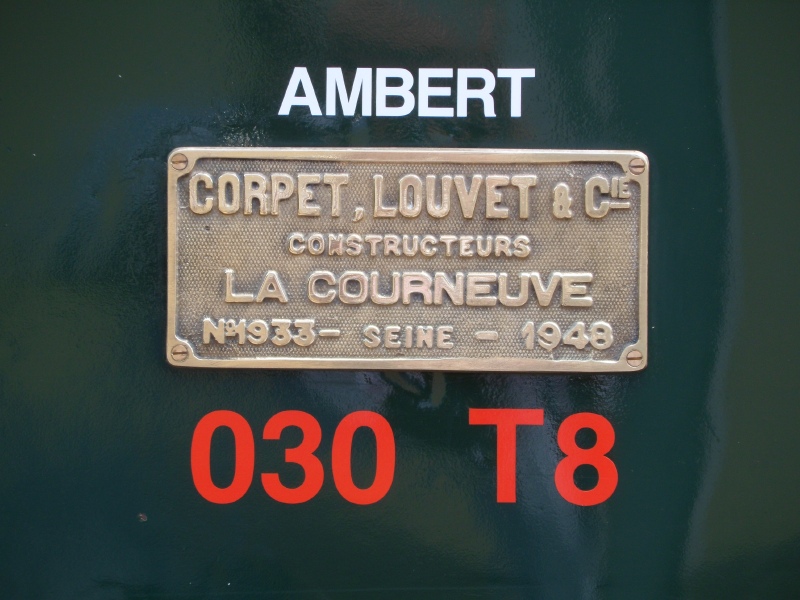 AMBERT
CORPET, LOUVET & CIE
CONSTRUCTEURS
LA COURNEUVE
No1933 - SEINE - 1948
030 T8